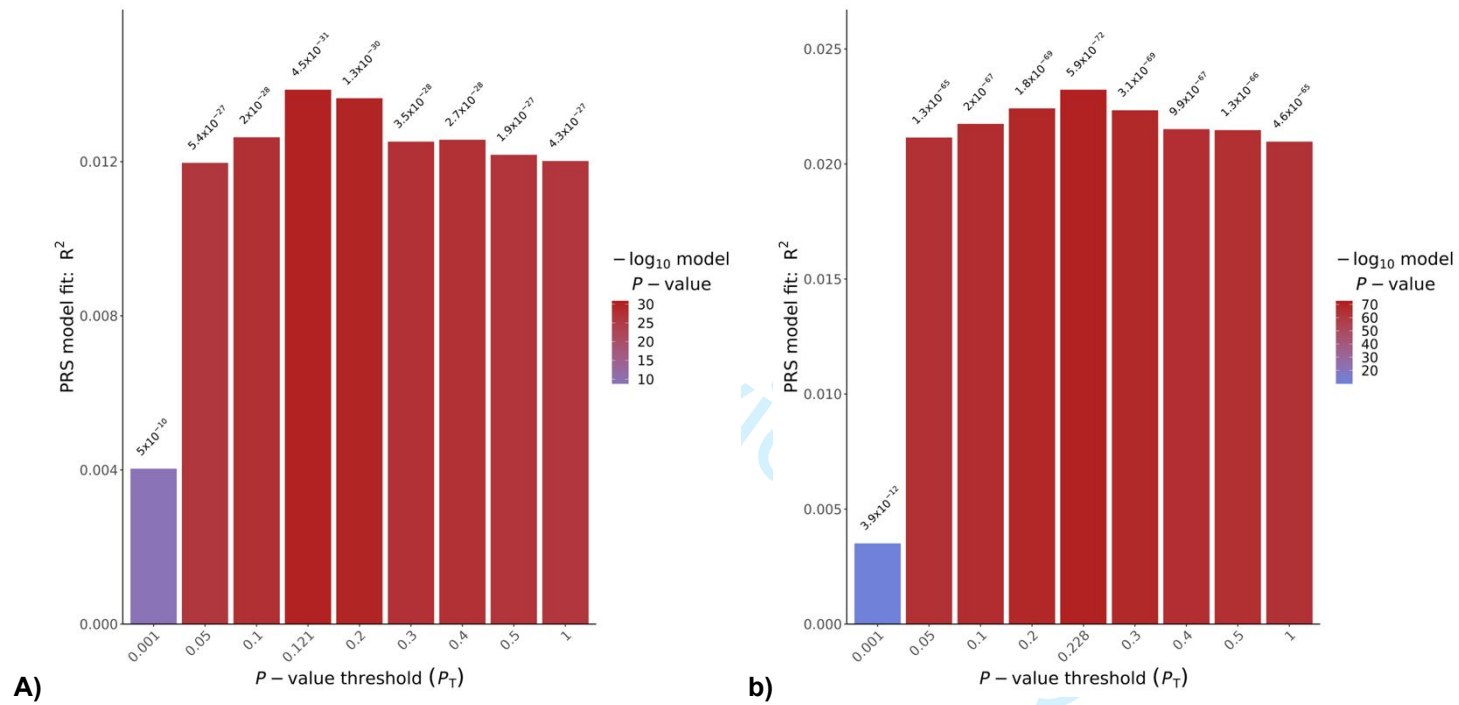 4.5x10⁻³¹
1.3x10⁻³⁰
5.4x10⁻²⁷
2x10⁻²⁸
3.5x10⁻²⁸
2.7x10⁻²⁸
1.9x10⁻²⁷
4.3x10⁻²⁷
5x10⁻¹⁰
0.012
0.008
0.004
0.000
PRS model fit: R²
0.001 0.05 0.1 0.121 0.2 0.3 0.4 0.5 1
P − value threshold (P_T)
− log₁₀ model
P − value
30
25
20
15
10
A)
1.3x10⁻⁶⁵
2x10⁻⁶⁷
1.8x10⁻⁶⁹
5.9x10⁻⁷²
3.1x10⁻⁶⁹
9.9x10⁻⁶⁷
1.3x10⁻⁶⁶
4.6x10⁻⁶⁵
3.9x10⁻¹²
0.025
0.020
0.015
0.010
0.005
0.000
PRS model fit: R²
0.001 0.05 0.1 0.2 0.228 0.3 0.4 0.5 1
P − value threshold (P_T)
− log₁₀ model
P − value
70
60
50
40
30
20
b)